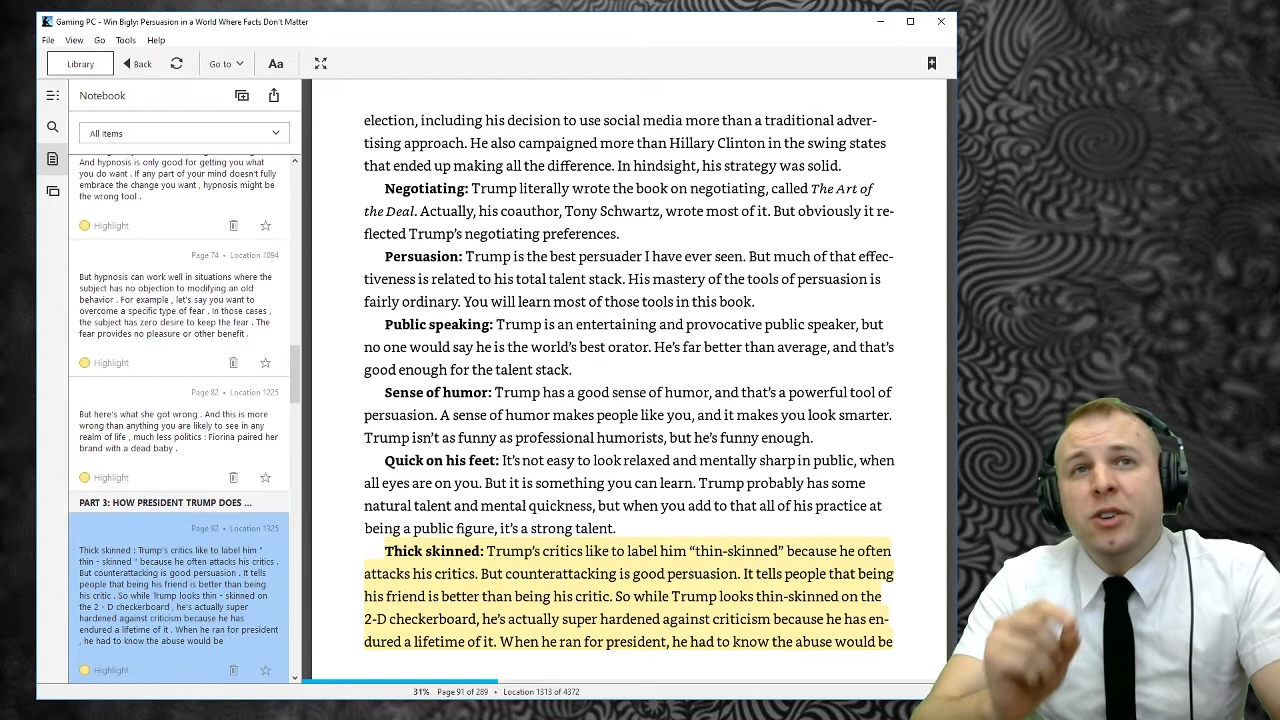 Gaming PC - Win Bigly: Persuasion in a World Where Facts Don't Matter
File View Go Tools Help
Library Back Go to Aa
Notebook
All Items
And hypnosis is only good for getting you what
you do want . If any part of your mind doesn't fully
embrace the change you want , hypnosis might be
the wrong tool .
Highlight
Page 74 • Location 1094
But hypnosis can work well in situations where the
subject has no objection to modifying an old
behavior . For example , let's say you want to
overcome a specific type of fear . In those cases ,
the subject has zero desire to keep the fear . The
fear provides no pleasure or other benefit .
Highlight
Page 82 • Location 1225
But here's what she got wrong . And this is more
wrong than anything you are likely to see in any
realm of life , much less politics : Fiorina paired her
brand with a dead baby .
Highlight
PART 3: HOW PRESIDENT TRUMP DOES ...
Page 92 • Location 1325
Thick skinned : Trump's critics like to label him "
thin - skinned " because he often attacks his critics .
But counterattacking is good persuasion . It tells
people that being his friend is better than being
his critic . So while Trump looks thin - skinned on
the 2 - D checkerboard , he's actually super
hardened against criticism because he has
endured a lifetime of it . When he ran for president
, he had to know the abuse would be
Highlight
election, including his decision to use social media more than a traditional adver-
tising approach. He also campaigned more than Hillary Clinton in the swing states
that ended up making all the difference. In hindsight, his strategy was solid.
Negotiating: Trump literally wrote the book on negotiating, called The Art of
the Deal. Actually, his coauthor, Tony Schwartz, wrote most of it. But obviously it re-
flected Trump's negotiating preferences.
Persuasion: Trump is the best persuader I have ever seen. But much of that effec-
tiveness is related to his total talent stack. His mastery of the tools of persuasion is
fairly ordinary. You will learn most of those tools in this book.
Public speaking: Trump is an entertaining and provocative public speaker, but
no one would say he is the world's best orator. He's far better than average, and that's
good enough for the talent stack.
Sense of humor: Trump has a good sense of humor, and that's a powerful tool of
persuasion. A sense of humor makes people like you, and it makes you look smarter.
Trump isn't as funny as professional humorists, but he's funny enough.
Quick on his feet: It's not easy to look relaxed and mentally sharp in public, when
all eyes are on you. But it is something you can learn. Trump probably has some
natural talent and mental quickness, but when you add to that all of his practice at
being a public figure, it's a strong talent.
Thick skinned: Trump's critics like to label him “thin-skinned” because he often
attacks his critics. But counterattacking is good persuasion. It tells people that being
his friend is better than being his critic. So while Trump looks thin-skinned on the
2-D checkerboard, he's actually super hardened against criticism because he has en-
dured a lifetime of it. When he ran for president, he had to know the abuse would be
31% Page 91 of 289 • Location 1313 of 4372